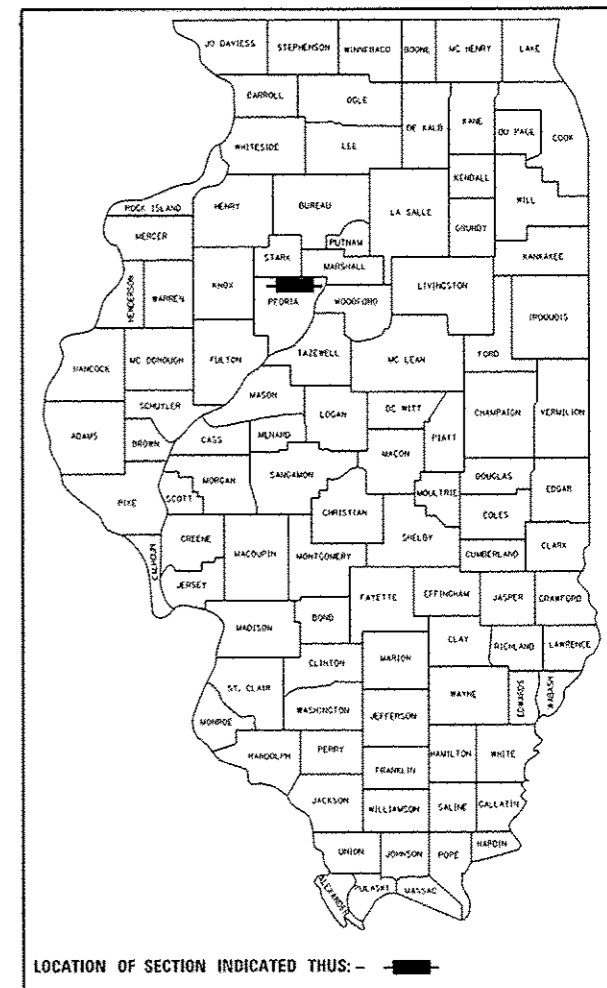 JO DAVIESS STEPHENSON WINNEBAGO BOONE MC HENRY LAKE
CARROLL OGLE DE KALB KANE DU PAGE COOK
WHITESIDE LEE KENDALL WILL
ROCK ISLAND HENRY BUREAU LA SALLE GRUNDY
MERCER PUTNAM KANKAKEE
STARK MARSHALL
HENDERSON WARREN KNOX PEORIA WOODFORD LIVINGSTON IROQUOIS
HANCOCK MC DONOUGH FULTON TAZEWELL MC LEAN FORD
MASON
SCHUYLER LOGAN DE WITT CHAMPAIGN VERMILION
ADAMS BROWN CASS MENARD MACON PIATT
MORGAN SANGAMON MOULTRIE DOUGLAS EDGAR
PIKE SCOTT CHRISTIAN COLES
GREENE MACOUPIN MONTGOMERY SHELBY CUMBERLAND CLARK
CALHOUN JERSEY
FAYETTE EFFINGHAM JASPER CRAWFORD
MADISON BOND CLAY RICHLAND LAWRENCE
CLINTON MARION
ST. CLAIR WAYNE EDWARDS WABASH
MONROE WASHINGTON JEFFERSON
RANDOLPH PERRY HAMILTON WHITE
FRANKLIN
JACKSON WILLIAMSON SALINE GALLATIN
UNION JOHNSON POPE HARDIN
ALEXANDER PULASKI MASSAC
LOCATION OF SECTION INDICATED THUS: -